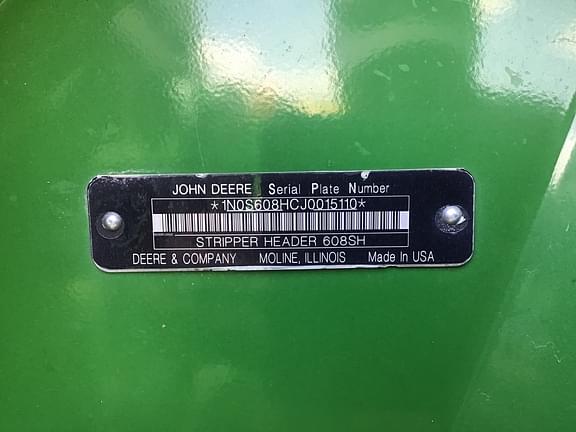 JOHN DEERE Serial Plate Number
*1N0S608HCJ0015110*
STRIPPER HEADER 608SH
DEERE & COMPANY MOLINE, ILLINOIS Made In USA